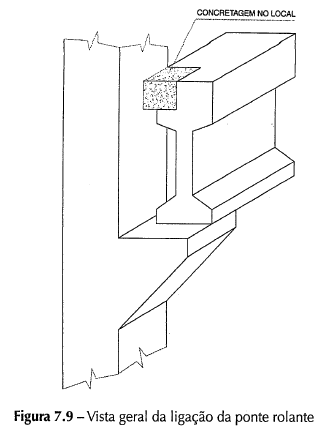 CONCRETAGEM NO LOCAL
Figura 7.9 – Vista geral da ligação da ponte rolante